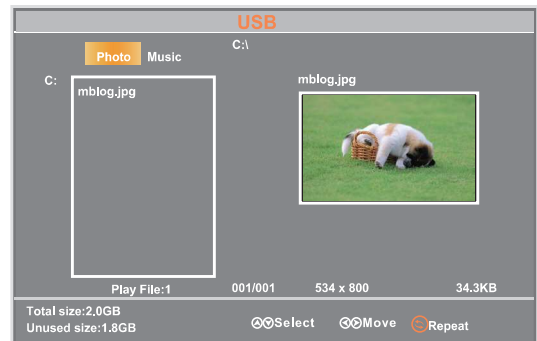 USB
Photo Music
C:\
C:
mblog.jpg
mblog.jpg
Play File:1
001/001 534 x 800 34.3KB
Total size:2.0GB
Unused size:1.8GB
Select Move Repeat